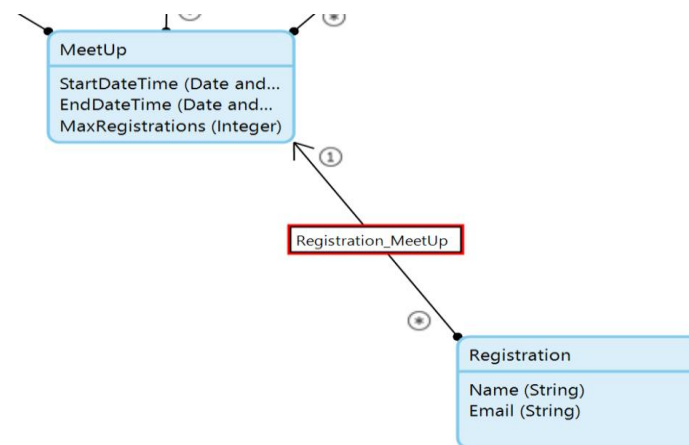 MeetUp
StartDateTime (Date and...
EndDateTime (Date and...
MaxRegistrations (Integer)
1
Registration_MeetUp
*
Registration
Name (String)
Email (String)